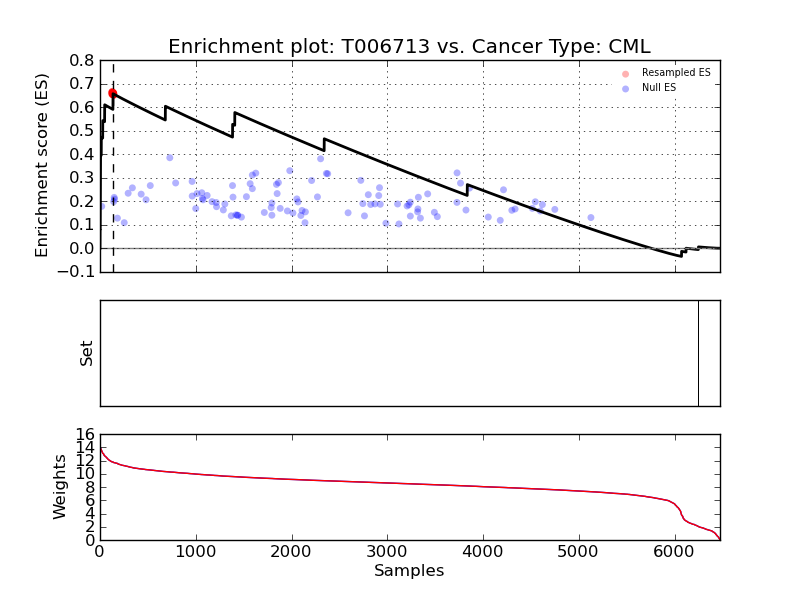 Enrichment plot: T006713 vs. Cancer Type: CML
0.8
0.7
0.6
0.5
0.4
0.3
0.2
0.1
0.0
−0.1
Enrichment score (ES)
Resampled ES
Null ES
Set
16
14
12
10
8
6
4
2
0
Weights
0 1000 2000 3000 4000 5000 6000
Samples